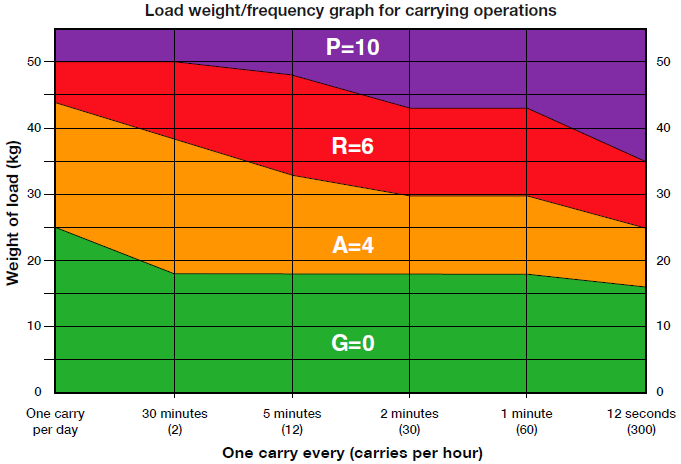 Load weight/frequency graph for carrying operations
P=10
50 50
R=6
40 40
30 30
A=4
20 20
G=0
10 10
0 0
Weight of load (kg)
One carry 30 minutes 5 minutes 2 minutes 1 minute 12 seconds
per day (2) (12) (30) (60) (300)
One carry every (carries per hour)